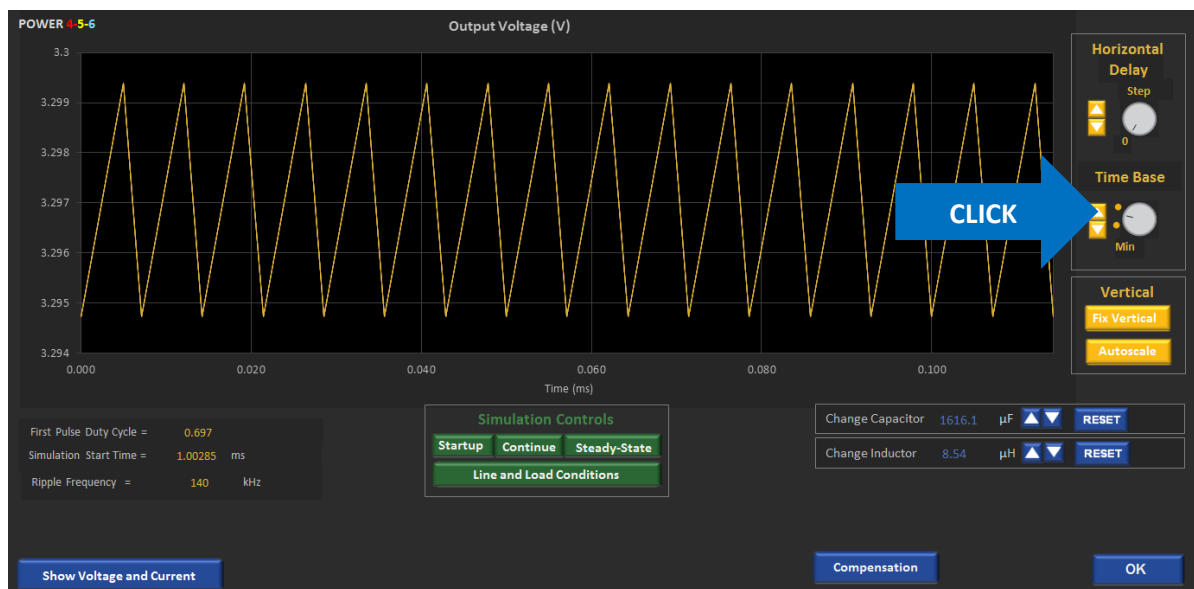 POWER 4-5-6
Output Voltage (V)
3.3
3.299
3.298
3.297
3.296
3.295
3.294
0.000 0.020 0.040 0.060 0.080 0.100
Time (ms)
Horizontal
Delay
Step
0
Time Base
CLICK
Min
Vertical
Fix Vertical
Autoscale
First Pulse Duty Cycle = 0.697
Simulation Start Time = 1.00285 ms
Ripple Frequency = 140 kHz
Simulation Controls
Startup Continue Steady-State
Line and Load Conditions
Change Capacitor 1616.1 µF RESET
Change Inductor 8.54 µH RESET
Show Voltage and Current
Compensation
OK